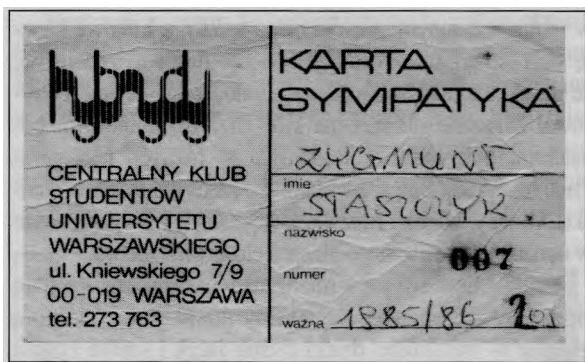 hybrydy
CENTRALNY KLUB
STUDENTÓW
UNIWERSYTETU
WARSZAWSKIEGO
ul. Kniewskiego 7/9
00-019 WARSZAWA
tel. 273 763
KARTA
SYMPATYKA
ZYGMUNT
imię
STASZCZYK.
nazwisko
numer 007
ważna 1985/86